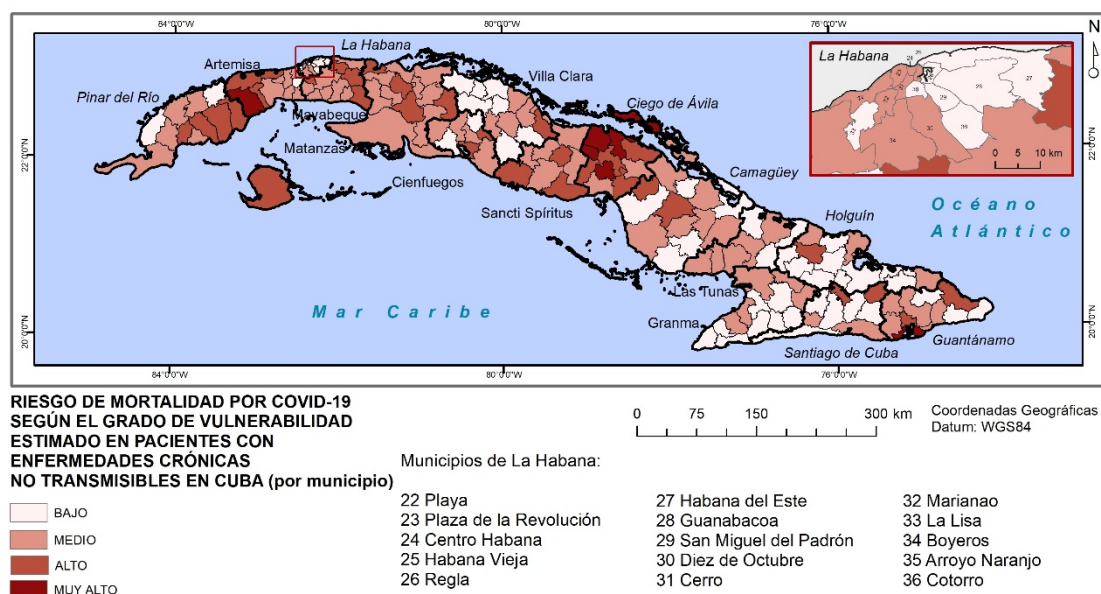 84°0'0"W
80°0'0"W
76°0'0"W
N
La Habana
Artemisa
Villa Clara
Pinar del Río
Ciego de Ávila
Mayabeque
Matanzas
Cienfuegos
Camagüey
Sancti Spíritus
Holguín
Océano
Atlántico
Las Tunas
Mar Caribe
Granma
Guantánamo
Santiago de Cuba
22°0'0"N
20°0'0"N
22°0'0"N
20°0'0"N
La Habana
0 5 10 km
84°0'0"W
80°0'0"W
76°0'0"W
RIESGO DE MORTALIDAD POR COVID-19
SEGÚN EL GRADO DE VULNERABILIDAD
ESTIMADO EN PACIENTES CON
ENFERMEDADES CRÓNICAS
NO TRANSMISIBLES EN CUBA (por municipio)
BAJO
MEDIO
ALTO
MUY ALTO
0 75 150 300 km
Coordenadas Geográficas
Datum: WGS84
Municipios de La Habana:
22 Playa
23 Plaza de la Revolución
24 Centro Habana
25 Habana Vieja
26 Regla
27 Habana del Este
28 Guanabacoa
29 San Miguel del Padrón
30 Diez de Octubre
31 Cerro
32 Marianao
33 La Lisa
34 Boyeros
35 Arroyo Naranjo
36 Cotorro